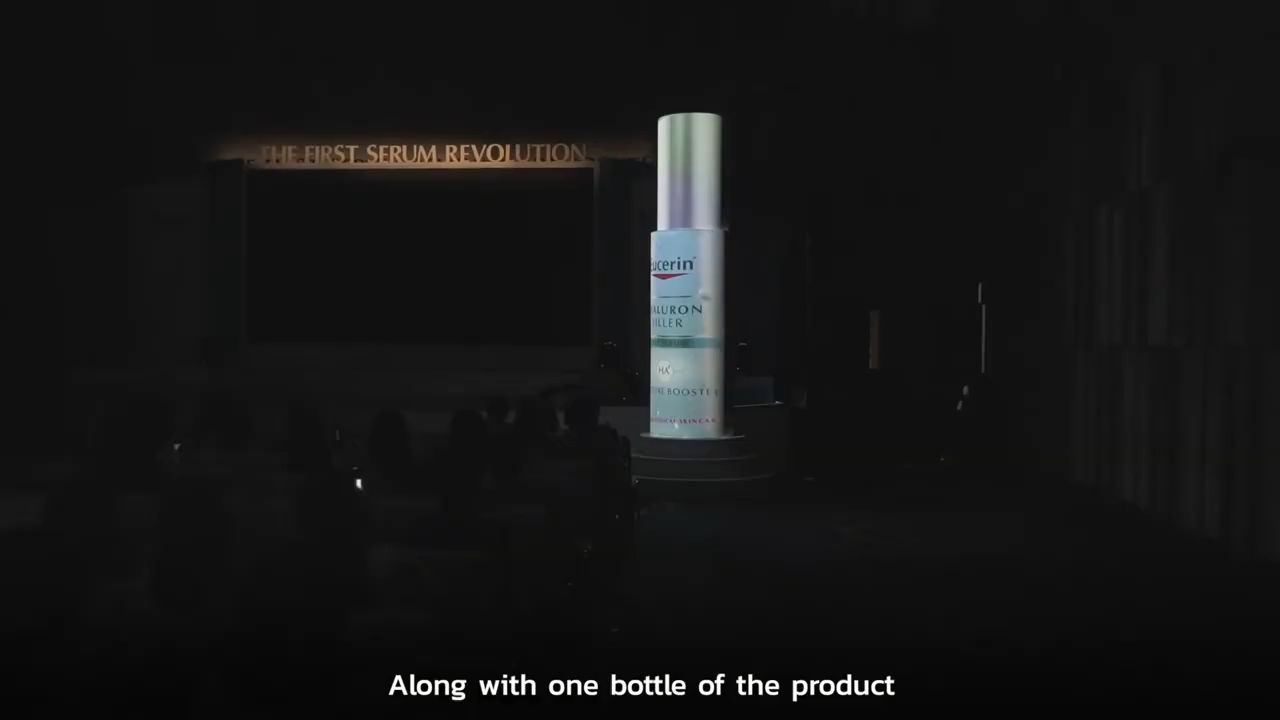 THE FIRST SERUM REVOLUTION
Eucerin
HYALURON
FILLER
HA
BOOSTER
Along with one bottle of the product